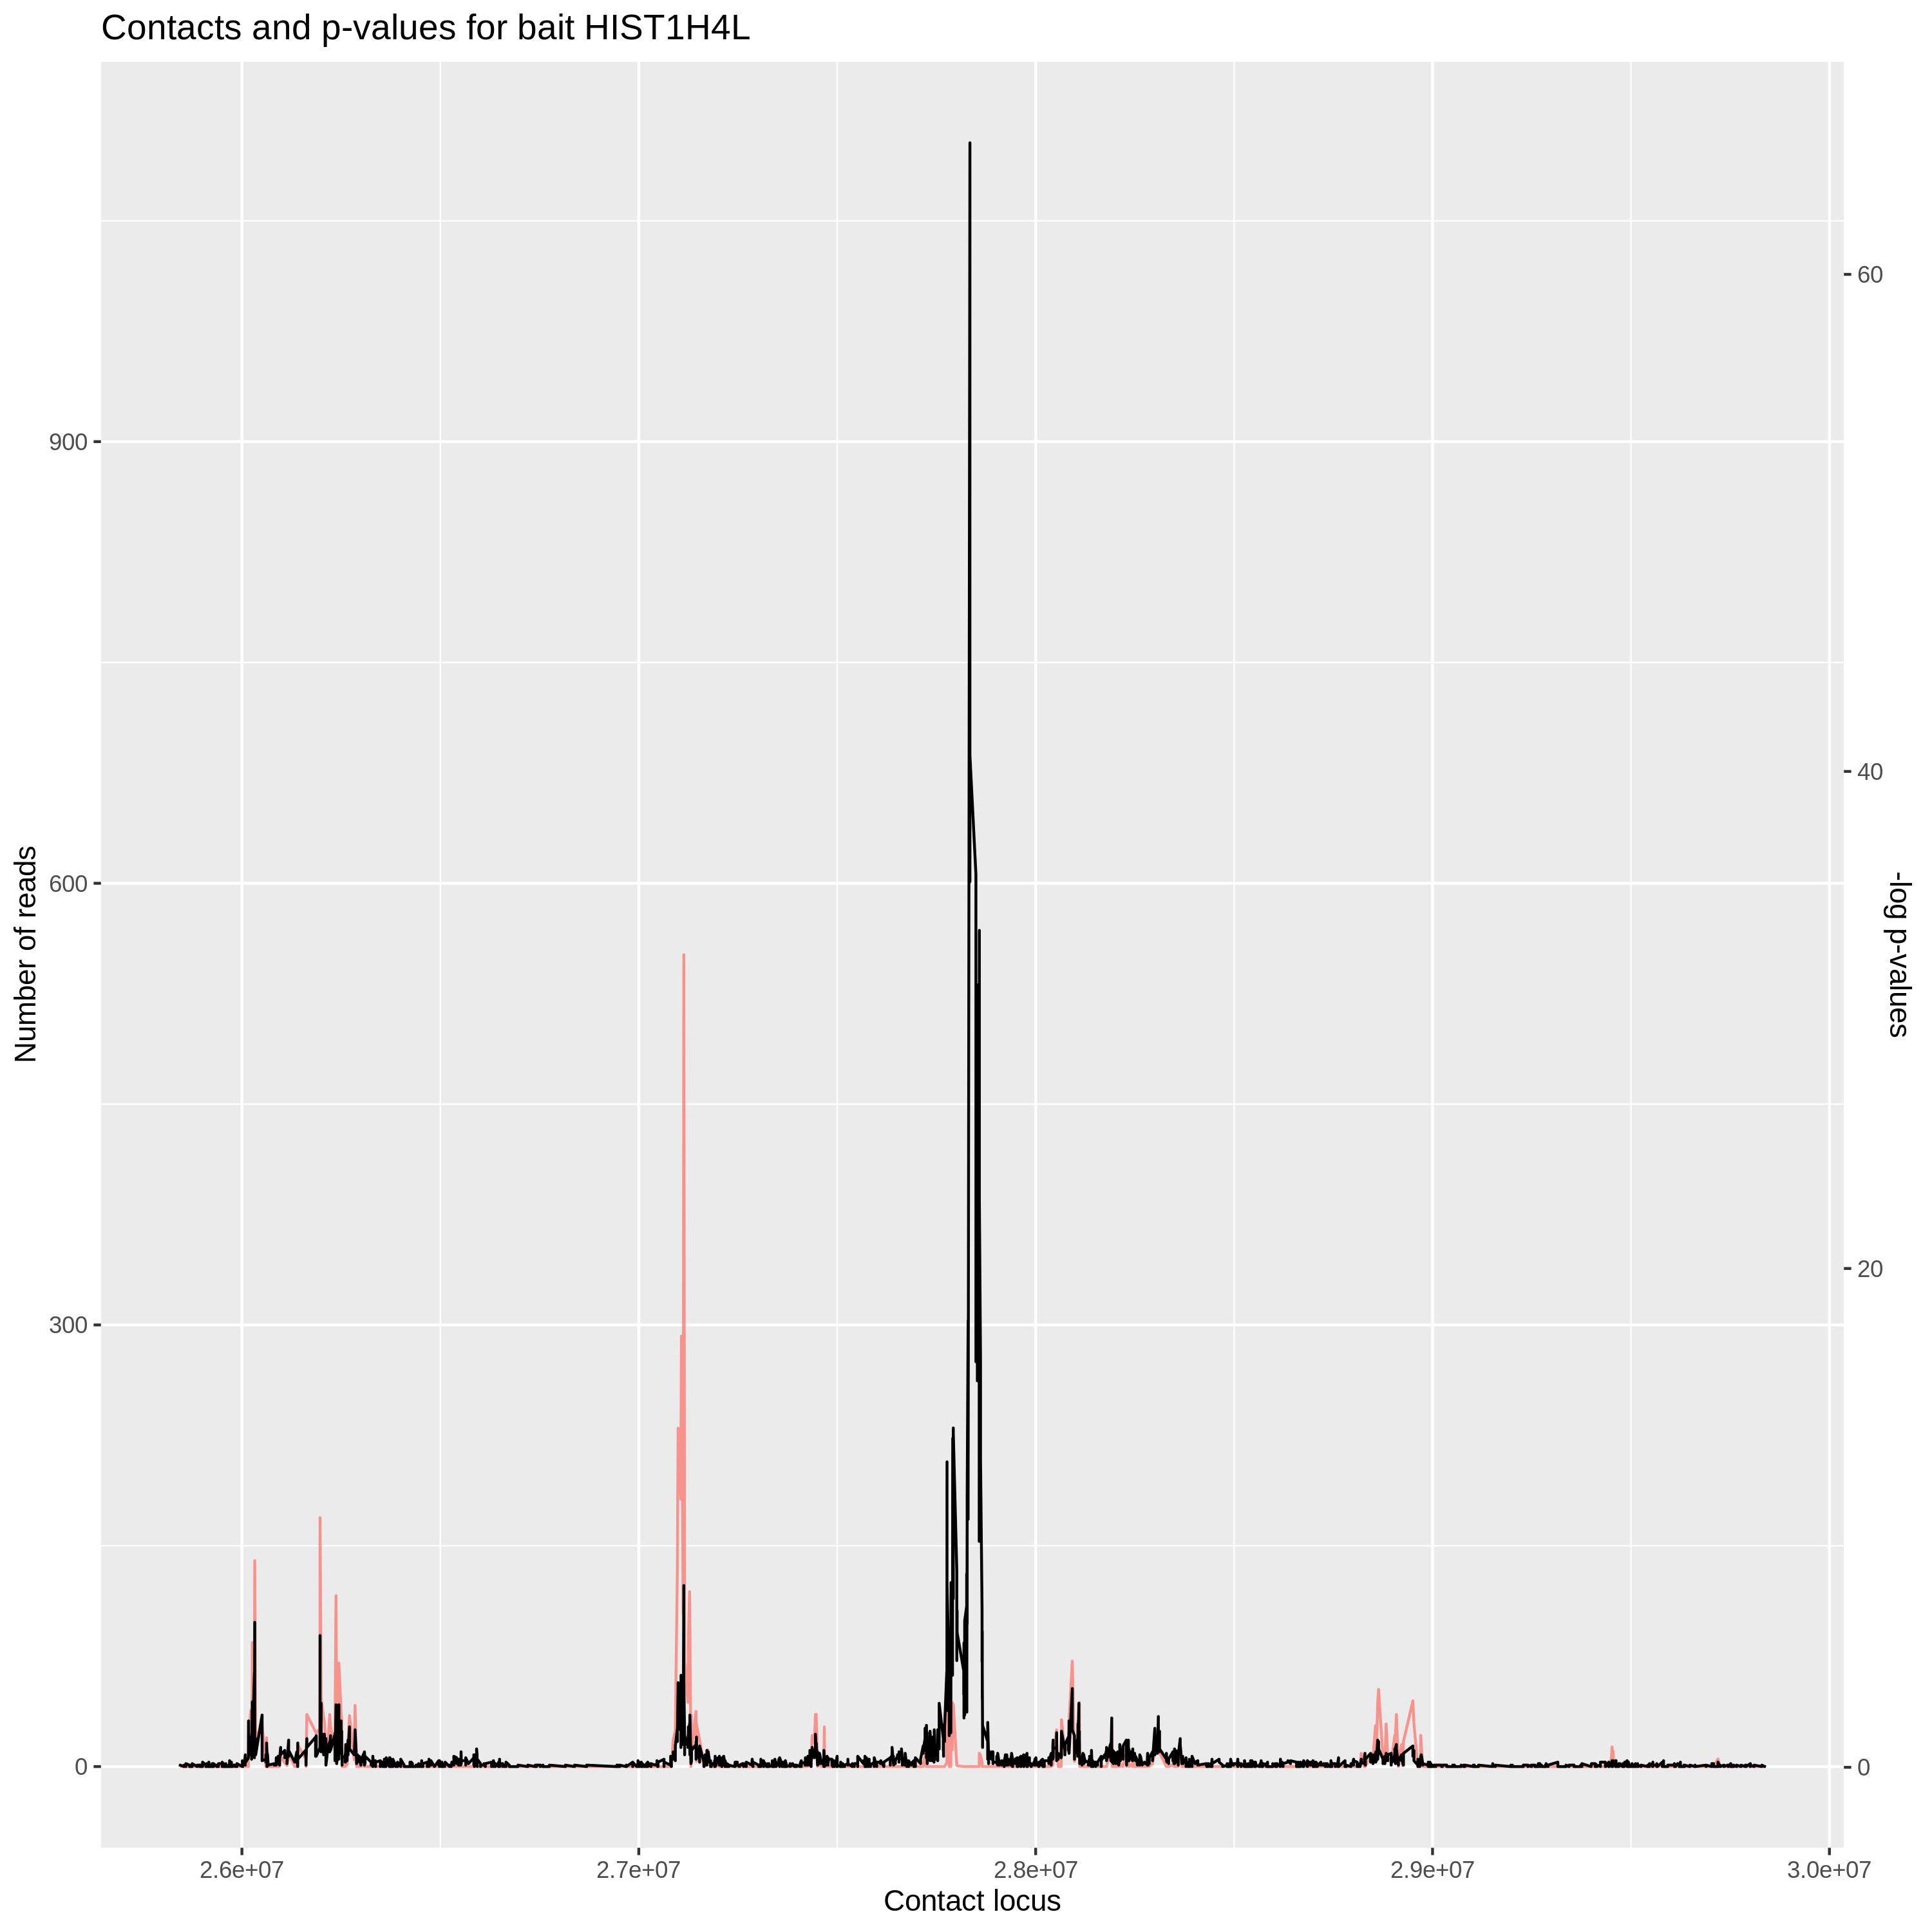 Contacts and p-values for bait HIST1H4L
900
600
300
0
60
40
20
0
Number of reads
-log p-values
2.6e+07
2.7e+07
2.8e+07
2.9e+07
3.0e+07
Contact locus